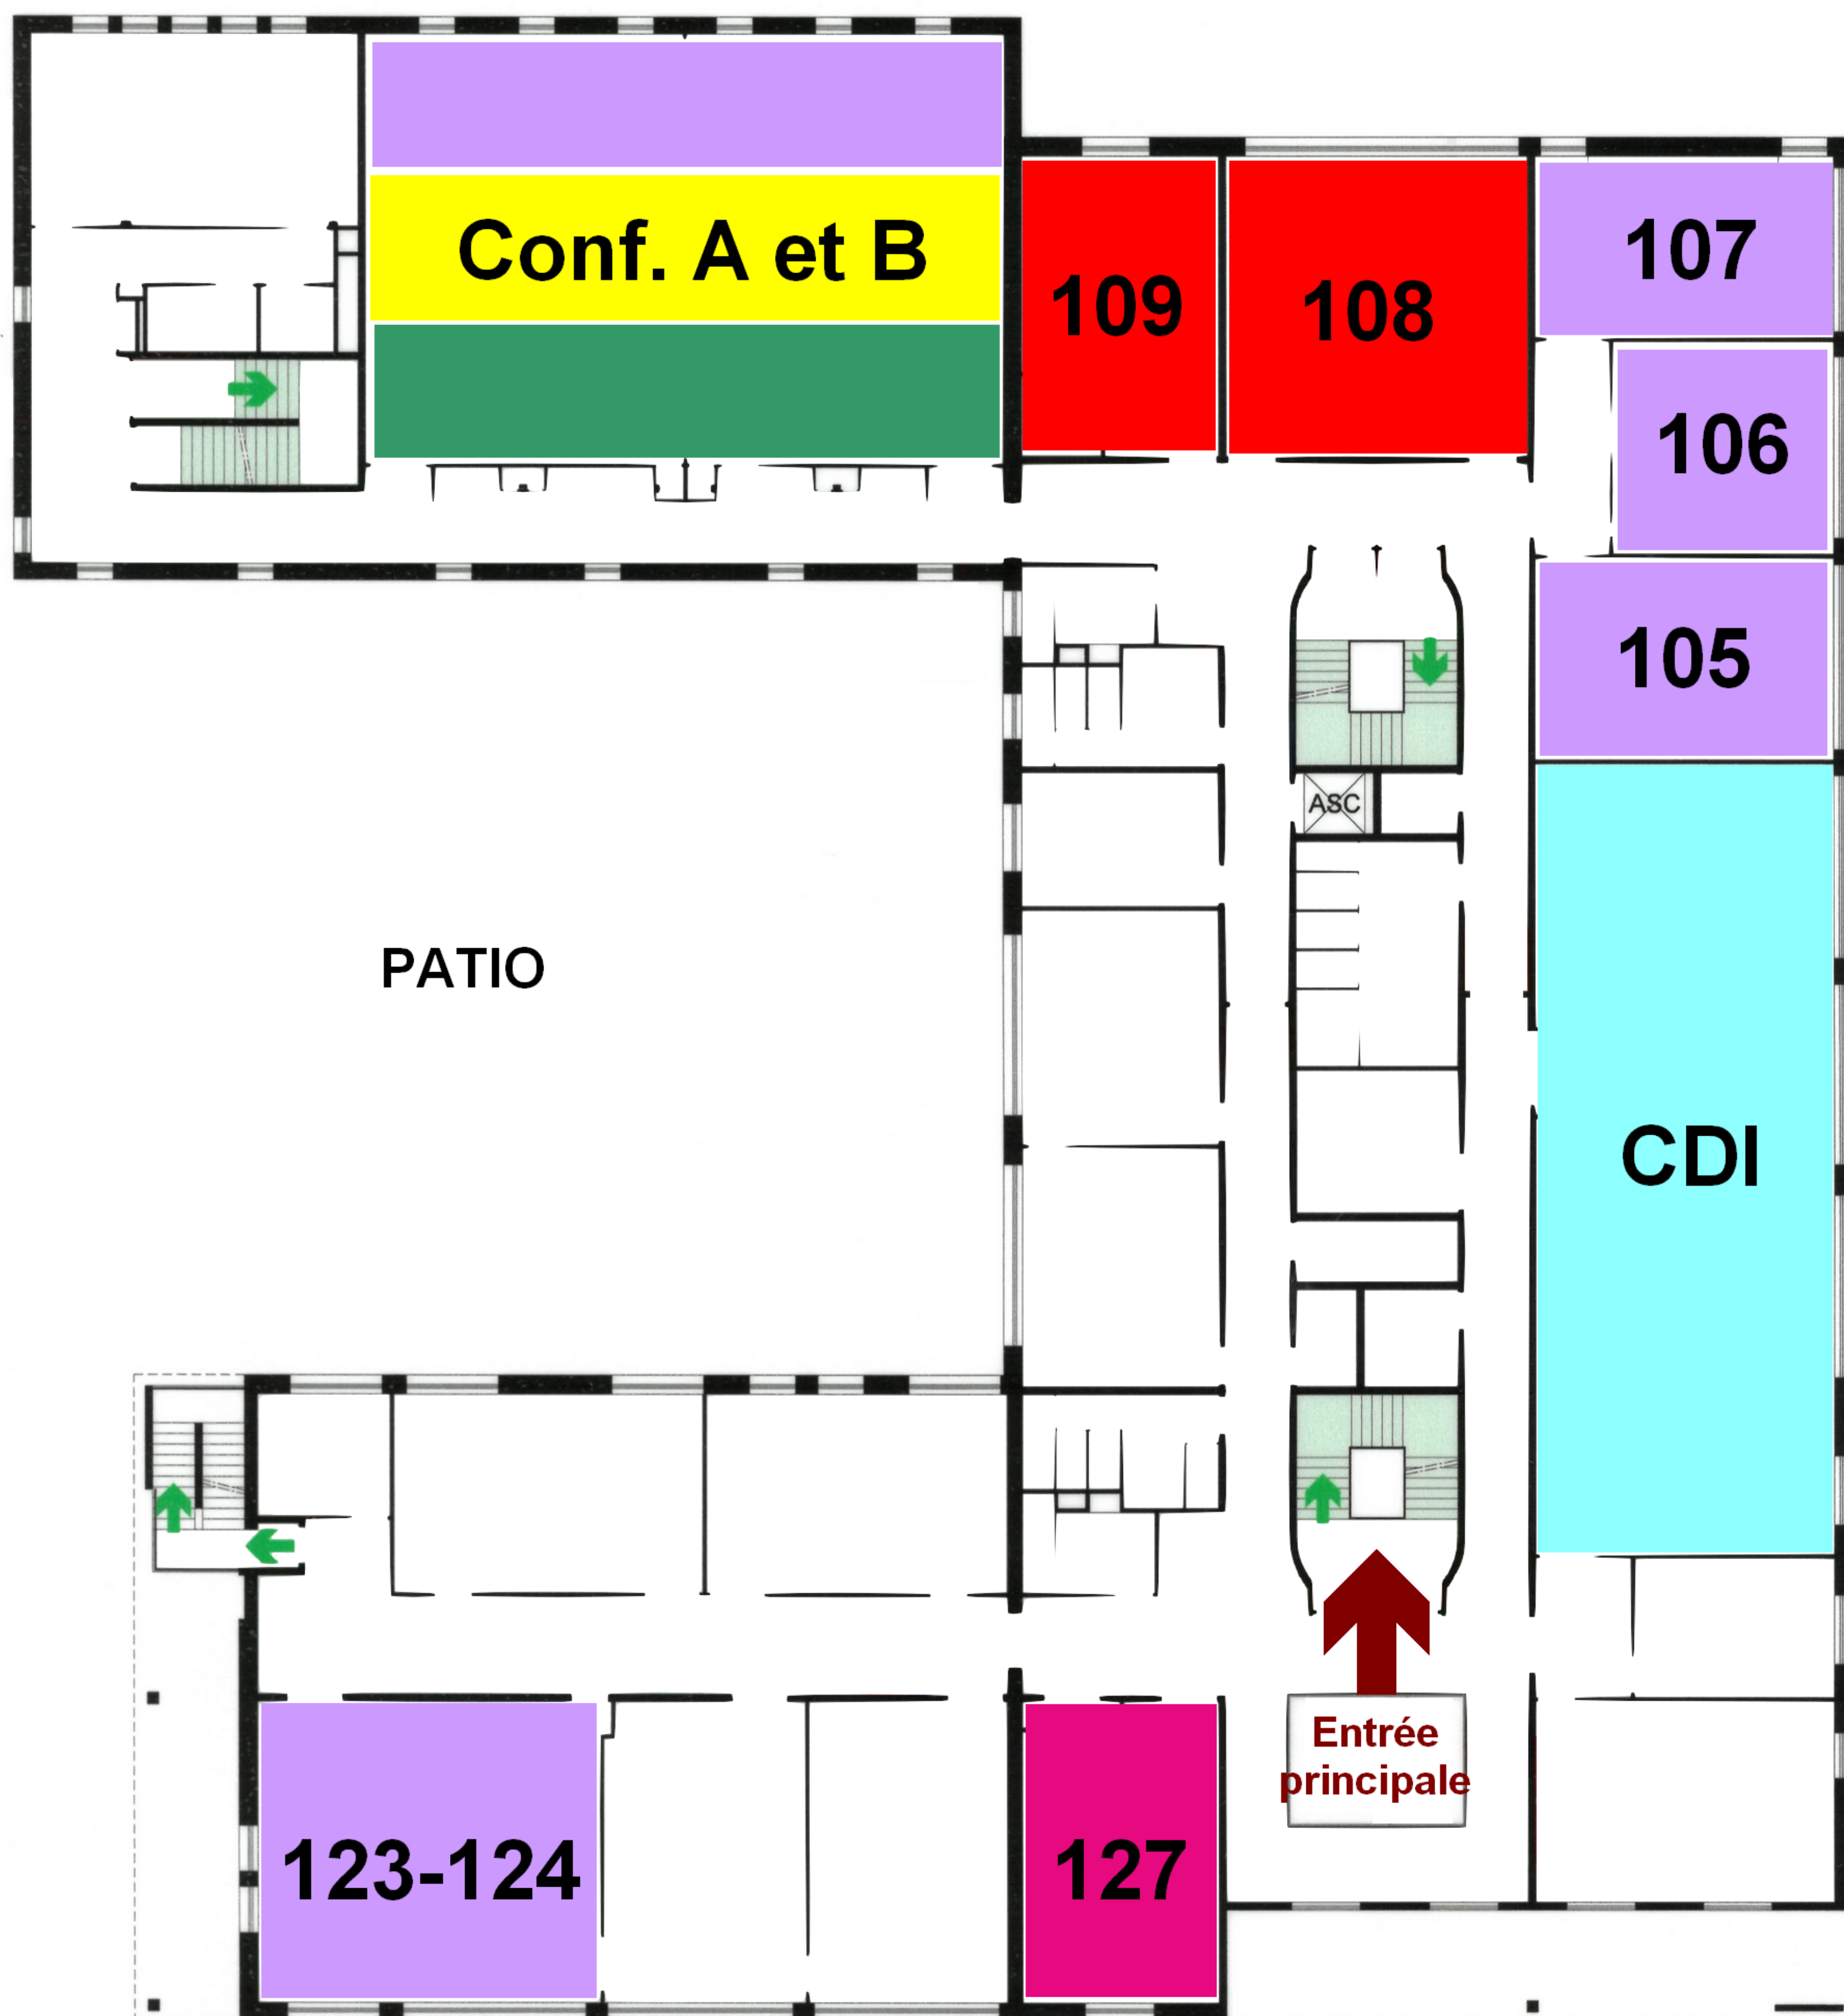 Conf. A et B
109
108
107
106
105
ASC
PATIO
CDI
Entrée
principale
123-124
127